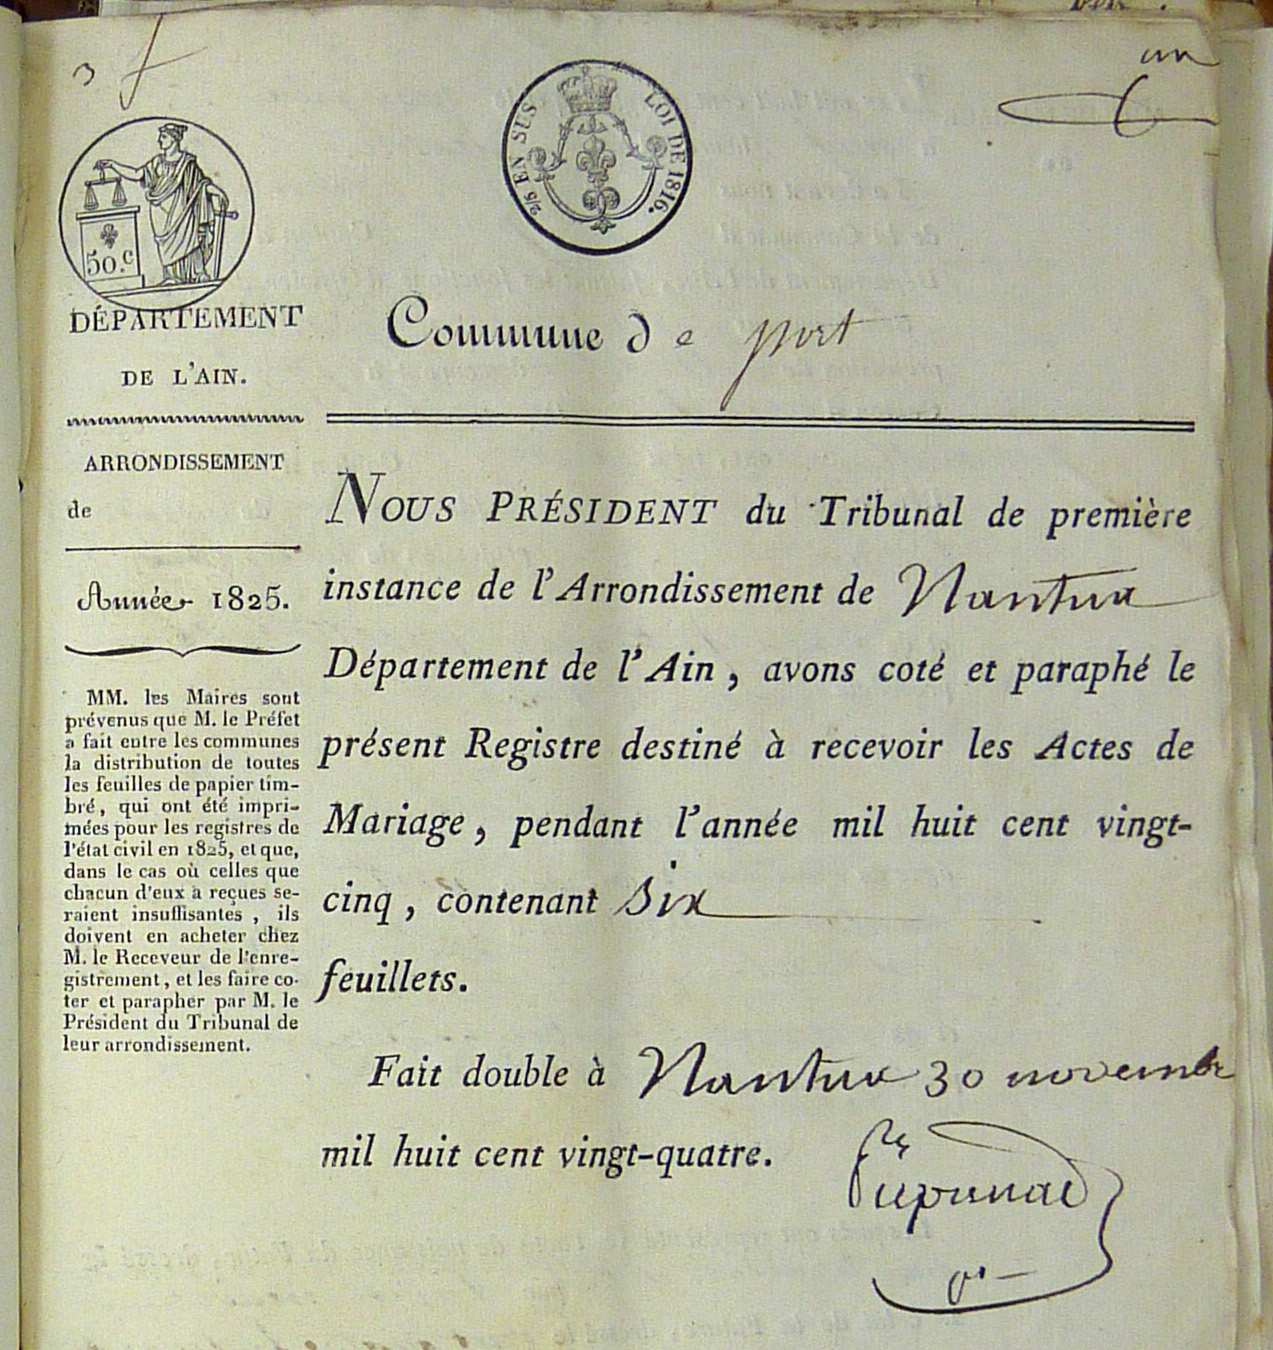 3
un
2/5 EN SUS LOI DE 1816.
50.c
DÉPARTEMENT
DE L'AIN.
Commune de port
ARRONDISSEMENT
de
Année 1825.
MM. les Maires sont
prévenus que M. le Préfet
a fait entre les communes
la distribution de toutes
les feuilles de papier tim-
bré, qui ont été impri-
mées pour les registres de
l'état civil en 1825, et que,
dans le cas où celles que
chacun d'eux à reçues se-
raient insuffisantes, ils
doivent en acheter chez
M. le Receveur de l'enre-
gistrement, et les faire co-
ter et parapher par M. le
Président du Tribunal de
leur arrondissement.
NOUS PRÉSIDENT du Tribunal de première
instance de l'Arrondissement de Nantua
Département de l'Ain, avons coté et paraphé le
présent Registre destiné à recevoir les Actes de
Mariage, pendant l'année mil huit cent vingt-
cinq, contenant Six
feuillets.
Fait double à Nantua 30 novembre
mil huit cent vingt-quatre.